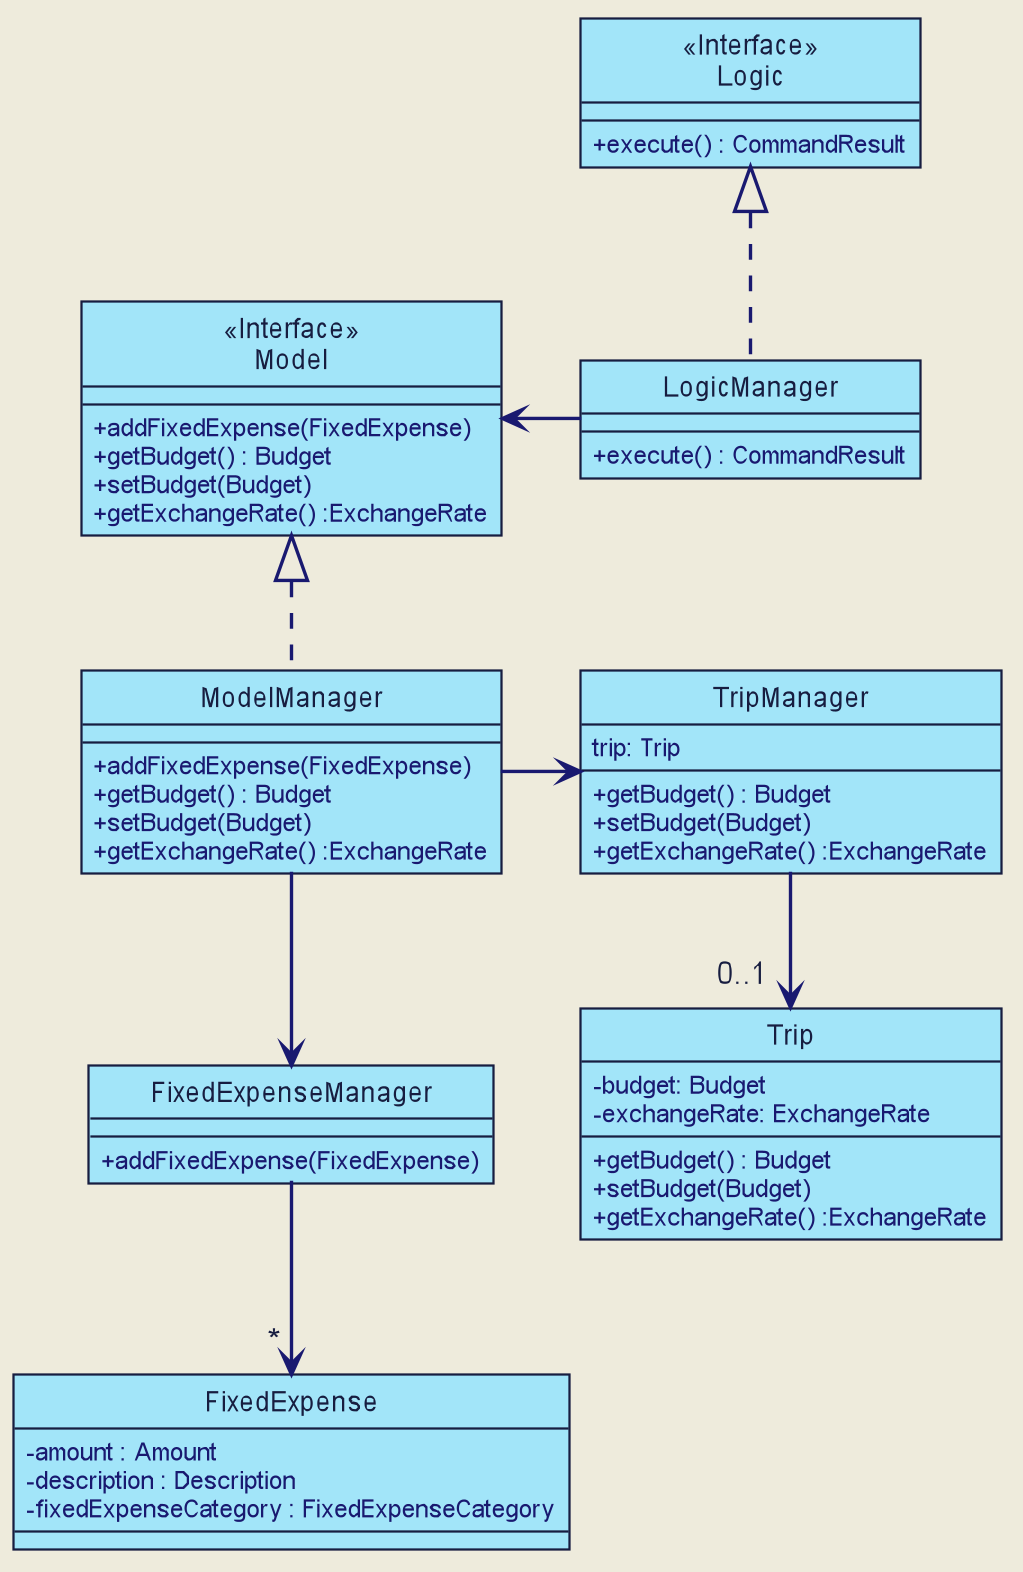 «Interface»
Logic
+execute() : CommandResult
«Interface»
Model
+addFixedExpense(FixedExpense)
+getBudget() : Budget
+setBudget(Budget)
+getExchangeRate() :ExchangeRate
LogicManager
+execute() : CommandResult
ModelManager
+addFixedExpense(FixedExpense)
+getBudget() : Budget
+setBudget(Budget)
+getExchangeRate() :ExchangeRate
TripManager
trip: Trip
+getBudget() : Budget
+setBudget(Budget)
+getExchangeRate() :ExchangeRate
0..1
Trip
-budget: Budget
-exchangeRate: ExchangeRate
+getBudget() : Budget
+setBudget(Budget)
+getExchangeRate() :ExchangeRate
FixedExpenseManager
+addFixedExpense(FixedExpense)
*
FixedExpense
-amount : Amount
-description : Description
-fixedExpenseCategory : FixedExpenseCategory